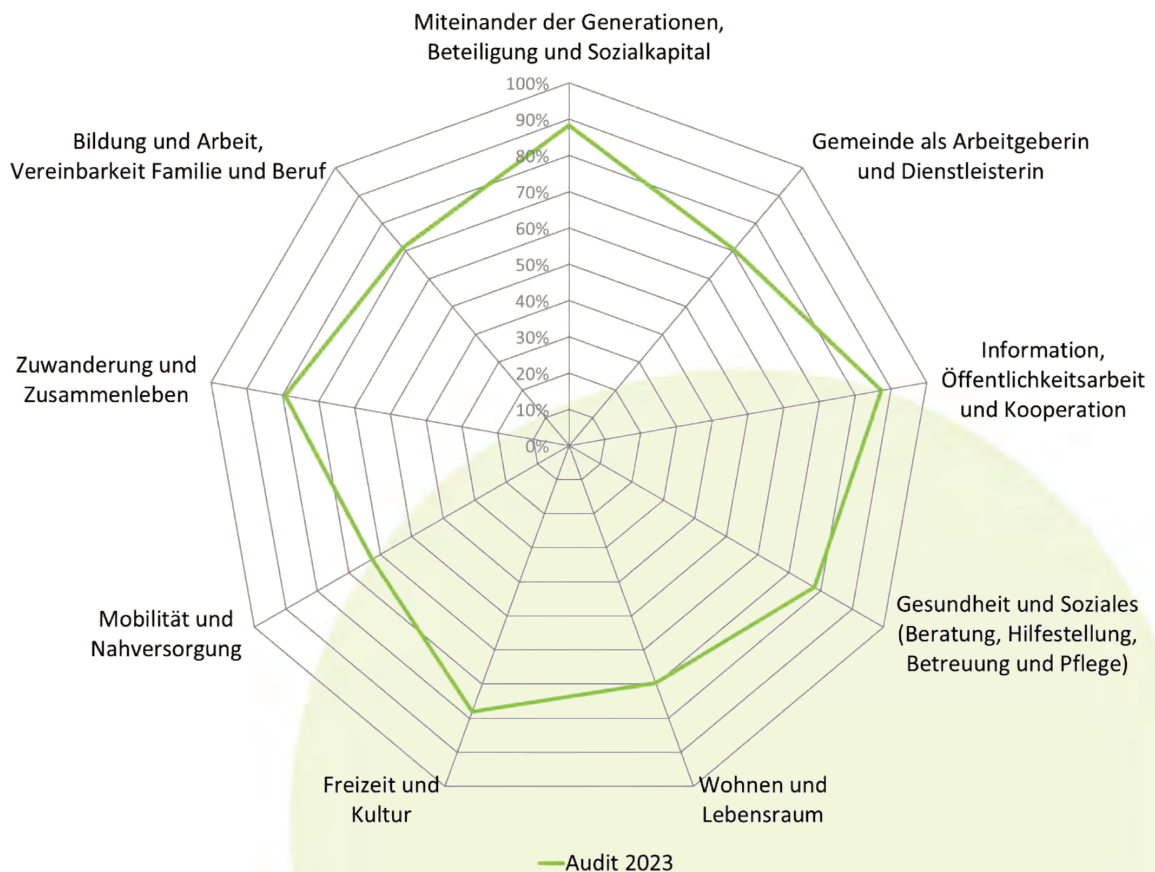 Miteinander der Generationen,
Beteiligung und Sozialkapital
100%
90%
80%
70%
60%
50%
40%
30%
20%
10%
0%
Gemeinde als Arbeitgeberin
und Dienstleisterin
Information,
Öffentlichkeitsarbeit
und Kooperation
Gesundheit und Soziales
(Beratung, Hilfestellung,
Betreuung und Pflege)
Wohnen und
Lebensraum
Freizeit und
Kultur
Mobilität und
Nahversorgung
Zuwanderung und
Zusammenleben
Bildung und Arbeit,
Vereinbarkeit Familie und Beruf
Audit 2023